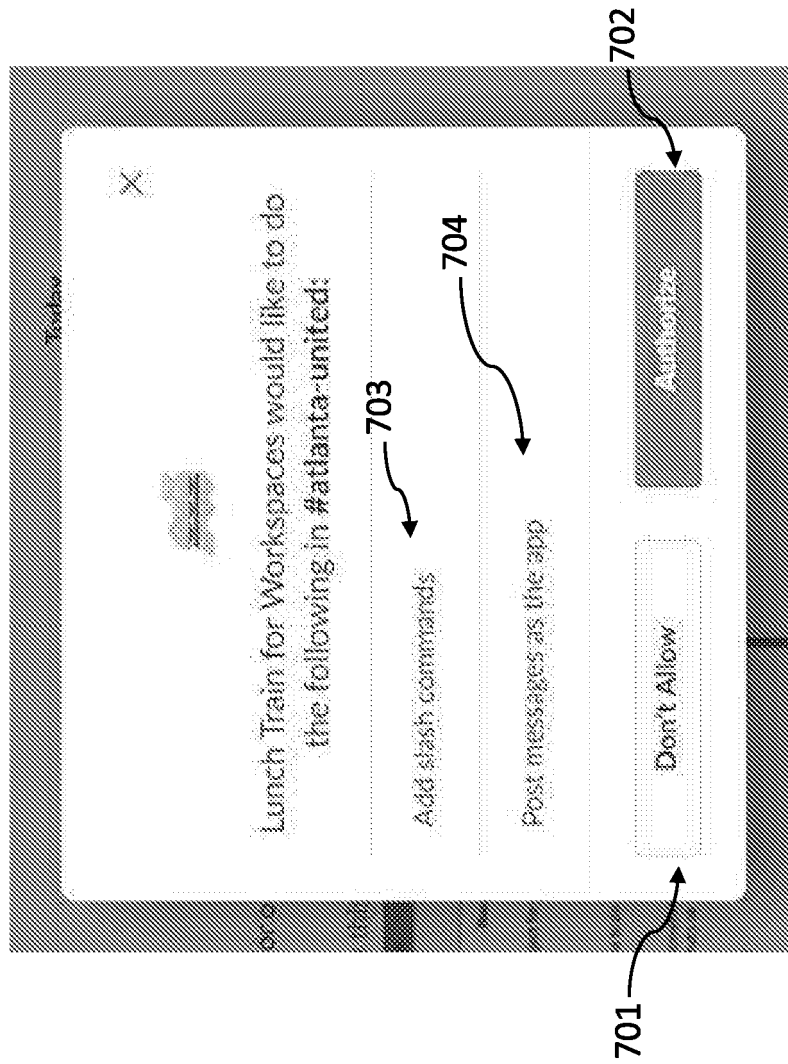 Today
X
Lunch Train for Workspaces would like to do
the following in #atlanta-united:
703
Add slash commands
704
Post messages as the app
Don't Allow
Authorize
701
702